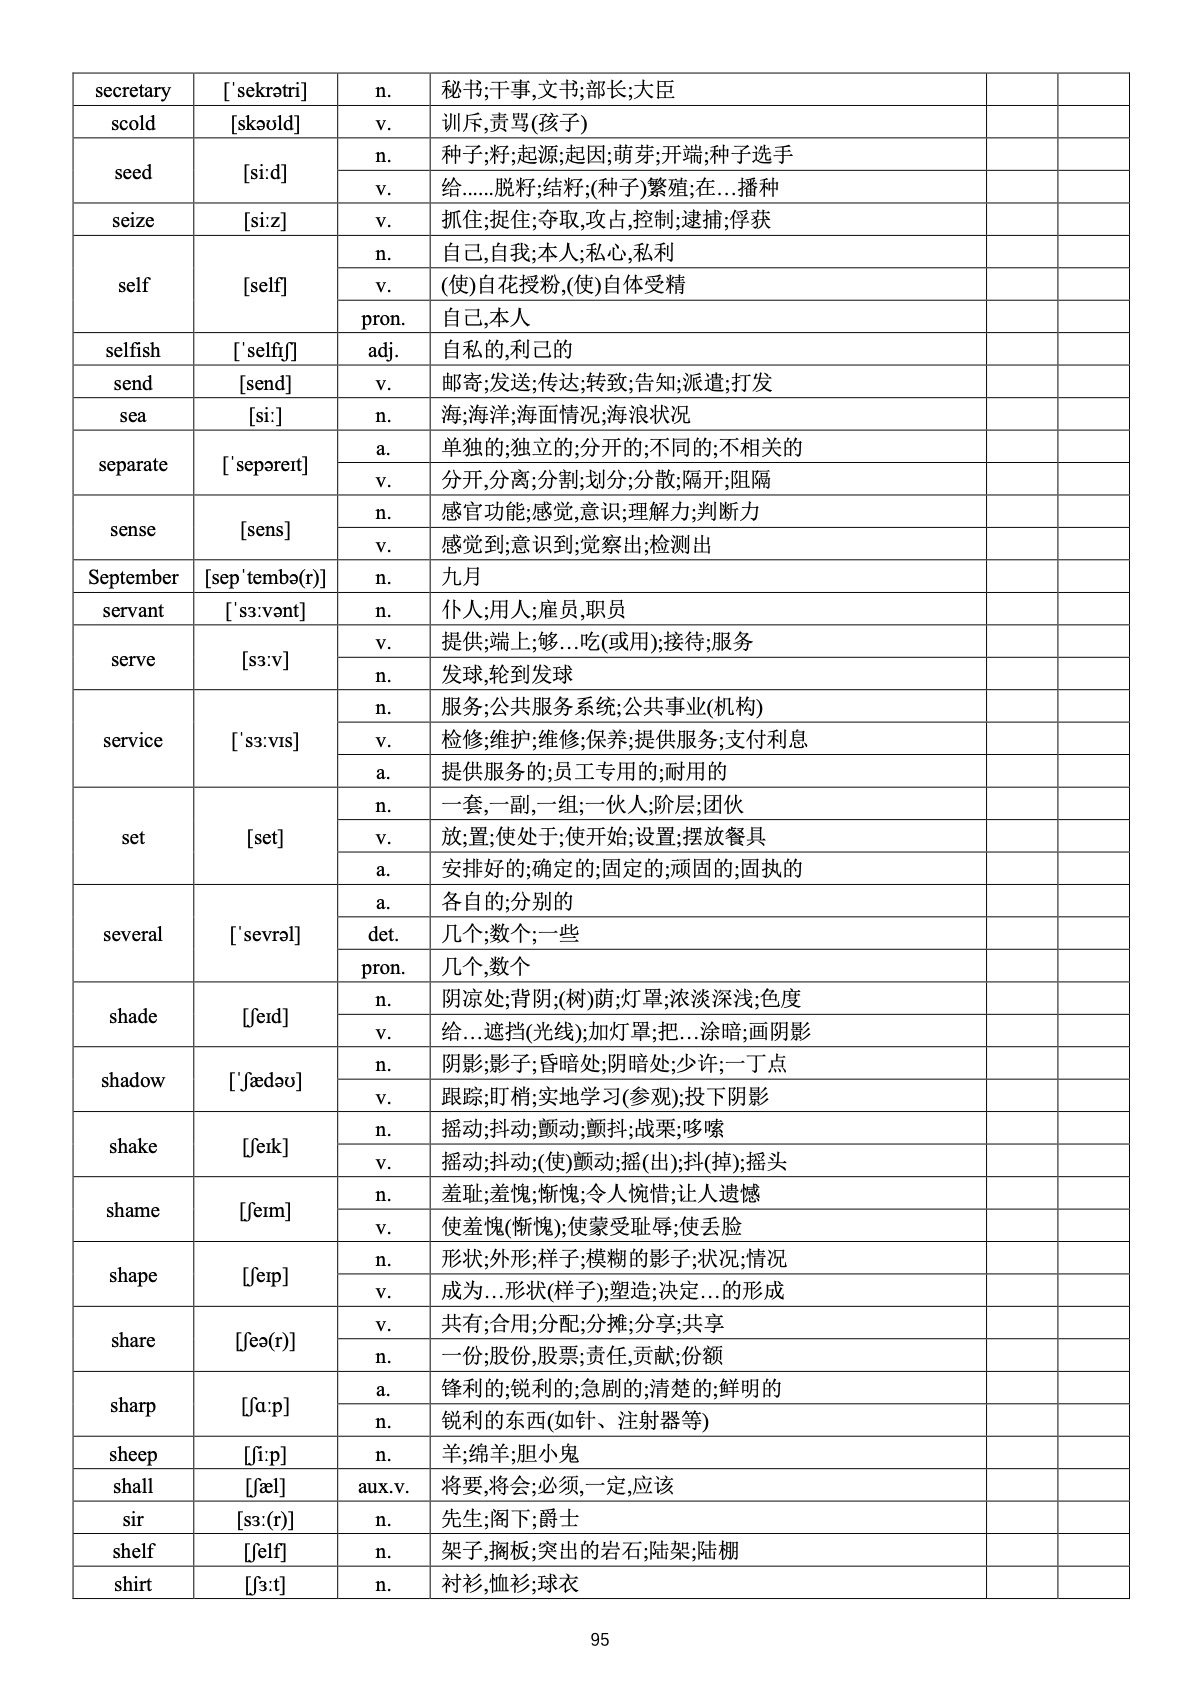 secretary [ˈsekrətri] n. 秘书;干事,文书;部长;大臣
scold [skəʊld] v. 训斥,责骂(孩子)
seed [siːd] n. 种子;籽;起源;起因;萌芽;开端;种子选手
v. 给......脱籽;结籽;(种子)繁殖;在…播种
seize [siːz] v. 抓住;捉住;夺取,攻占,控制;逮捕;俘获
self [self] n. 自己,自我;本人;私心,私利
v. (使)自花授粉,(使)自体受精
pron. 自己,本人
selfish [ˈselfɪʃ] adj. 自私的,利己的
send [send] v. 邮寄;发送;传达;转致;告知;派遣;打发
sea [siː] n. 海;海洋;海面情况;海浪状况
separate [ˈsepəreɪt] a. 单独的;独立的;分开的;不同的;不相关的
v. 分开,分离;分割;划分;分散;隔开;阻隔
sense [sens] n. 感官功能;感觉,意识;理解力;判断力
v. 感觉到;意识到;觉察出;检测出
September [sepˈtembə(r)] n. 九月
servant [ˈsɜːvənt] n. 仆人;用人;雇员,职员
serve [sɜːv] v. 提供;端上;够…吃(或用);接待;服务
n. 发球,轮到发球
service [ˈsɜːvɪs] n. 服务;公共服务系统;公共事业(机构)
v. 检修;维护;维修;保养;提供服务;支付利息
a. 提供服务的;员工专用的;耐用的
set [set] n. 一套,一副,一组;一伙人;阶层;团伙
v. 放;置;使处于;使开始;设置;摆放餐具
a. 安排好的;确定的;固定的;顽固的;固执的
several [ˈsevrəl] a. 各自的;分别的
det. 几个;数个;一些
pron. 几个,数个
shade [ʃeɪd] n. 阴凉处;背阴;(树)荫;灯罩;浓淡深浅;色度
v. 给…遮挡(光线);加灯罩;把…涂暗;画阴影
shadow [ˈʃædəʊ] n. 阴影;影子;昏暗处;阴暗处;少许;一丁点
v. 跟踪;盯梢;实地学习(参观);投下阴影
shake [ʃeɪk] n. 摇动;抖动;颤动;颤抖;战栗;哆嗦
v. 摇动;抖动;(使)颤动;摇(出);抖(掉);摇头
shame [ʃeɪm] n. 羞耻;羞愧;惭愧;令人惋惜;让人遗憾
v. 使羞愧(惭愧);使蒙受耻辱;使丢脸
shape [ʃeɪp] n. 形状;外形;样子;模糊的影子;状况;情况
v. 成为…形状(样子);塑造;决定…的形成
share [ʃeə(r)] v. 共有;合用;分配;分摊;分享;共享
n. 一份;股份,股票;责任,贡献;份额
sharp [ʃɑːp] a. 锋利的;锐利的;急剧的;清楚的;鲜明的
n. 锐利的东西(如针、注射器等)
sheep [ʃiːp] n. 羊;绵羊;胆小鬼
shall [ʃæl] aux.v. 将要,将会;必须,一定,应该
sir [sɜː(r)] n. 先生;阁下;爵士
shelf [ʃelf] n. 架子,搁板;突出的岩石;陆架;陆棚
shirt [ʃɜːt] n. 衬衫,恤衫;球衣
95